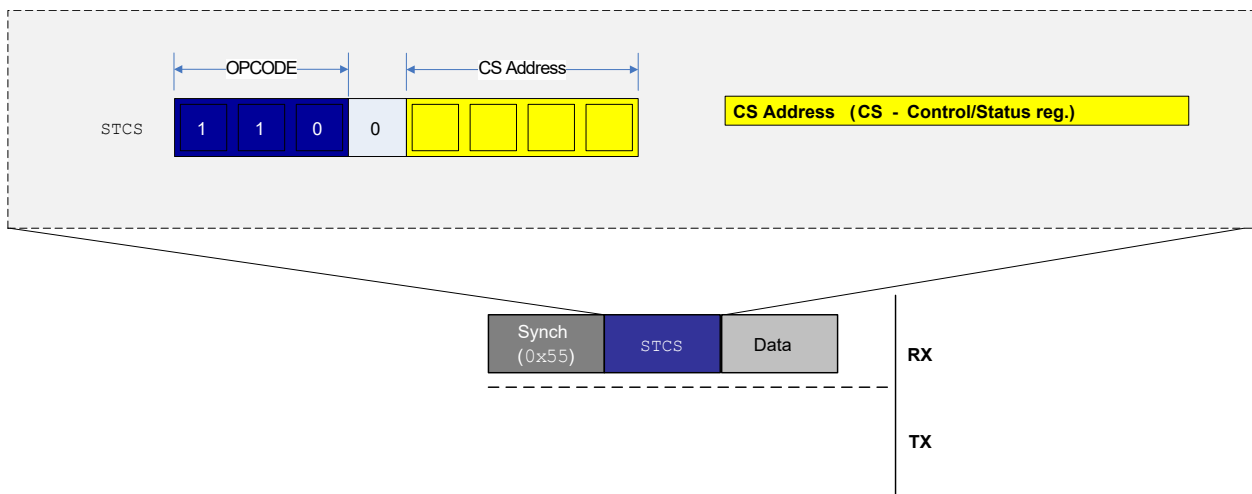 OPCODE CS Address
STCS 1 1 0 0
CS Address (CS - Control/Status reg.)
Synch
(0x55)
STCS
Data
RX
TX